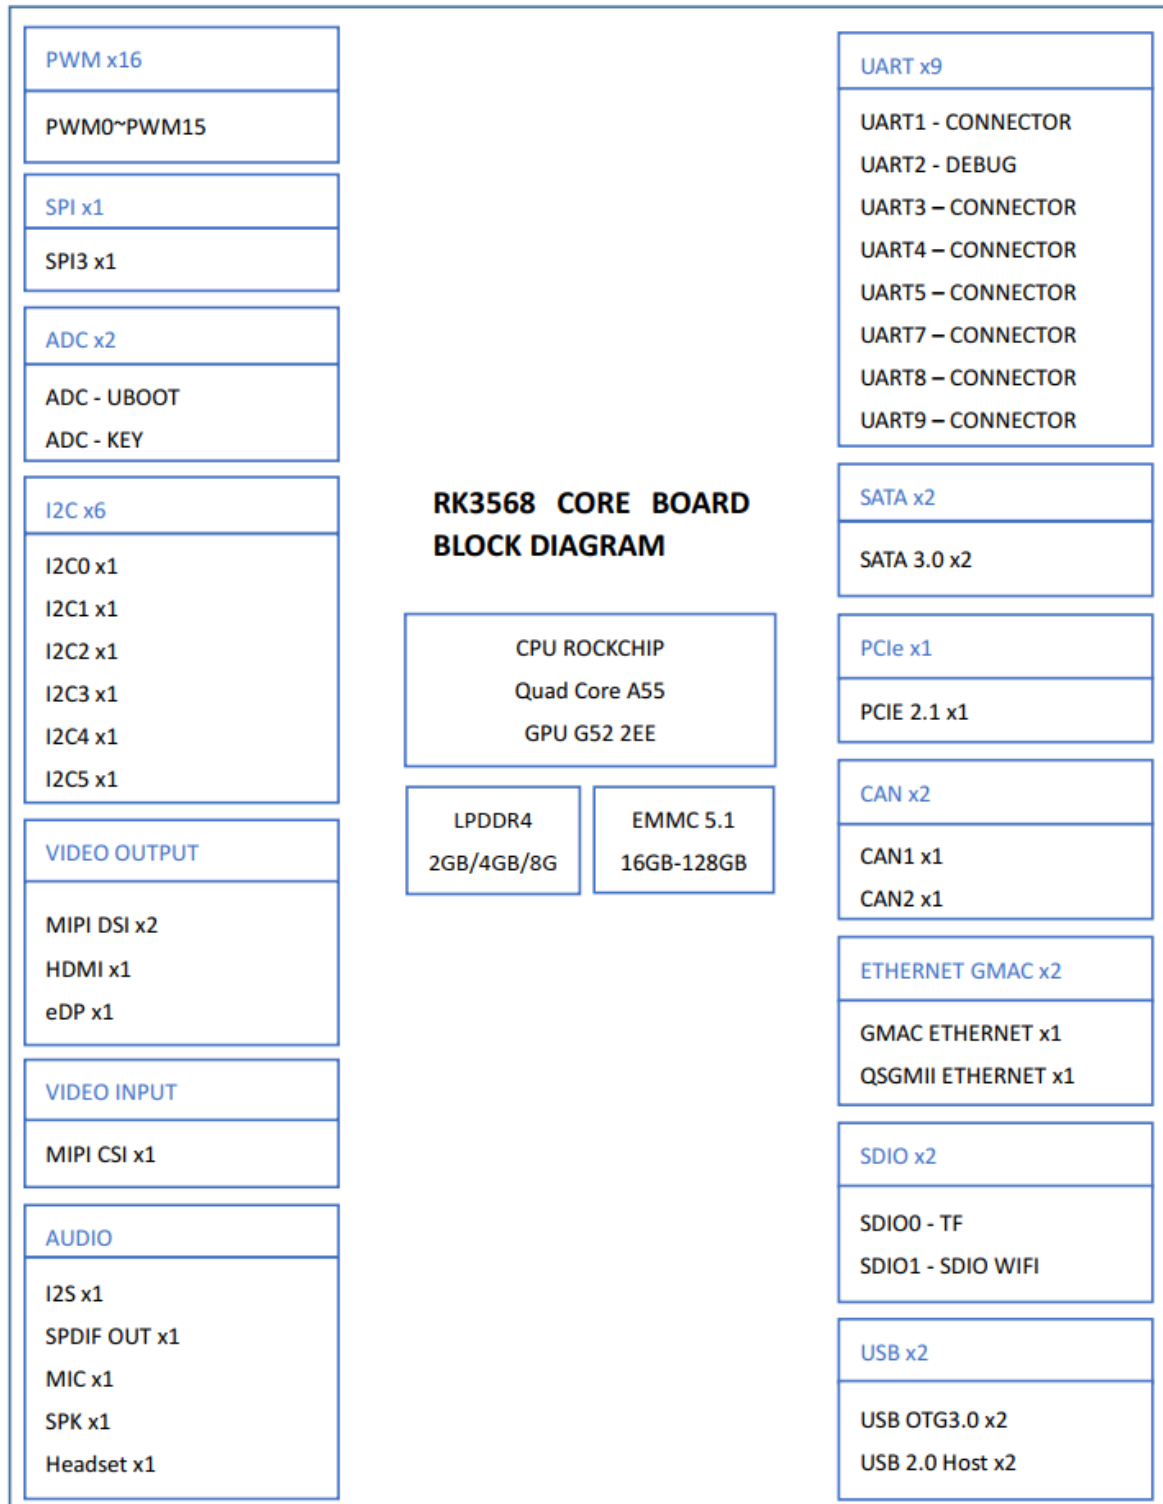 PWM x16
PWM0~PWM15
SPI x1
SPI3 x1
ADC x2
ADC - UBOOT
ADC - KEY
I2C x6
I2C0 x1
I2C1 x1
I2C2 x1
I2C3 x1
I2C4 x1
I2C5 x1
VIDEO OUTPUT
MIPI DSI x2
HDMI x1
eDP x1
VIDEO INPUT
MIPI CSI x1
AUDIO
I2S x1
SPDIF OUT x1
MIC x1
SPK x1
Headset x1
RK3568 CORE BOARD
BLOCK DIAGRAM
CPU ROCKCHIP
Quad Core A55
GPU G52 2EE
LPDDR4
2GB/4GB/8G
EMMC 5.1
16GB-128GB
UART x9
UART1 - CONNECTOR
UART2 - DEBUG
UART3 – CONNECTOR
UART4 – CONNECTOR
UART5 – CONNECTOR
UART7 – CONNECTOR
UART8 – CONNECTOR
UART9 – CONNECTOR
SATA x2
SATA 3.0 x2
PCIe x1
PCIE 2.1 x1
CAN x2
CAN1 x1
CAN2 x1
ETHERNET GMAC x2
GMAC ETHERNET x1
QSGMII ETHERNET x1
SDIO x2
SDIO0 - TF
SDIO1 - SDIO WIFI
USB x2
USB OTG3.0 x2
USB 2.0 Host x2